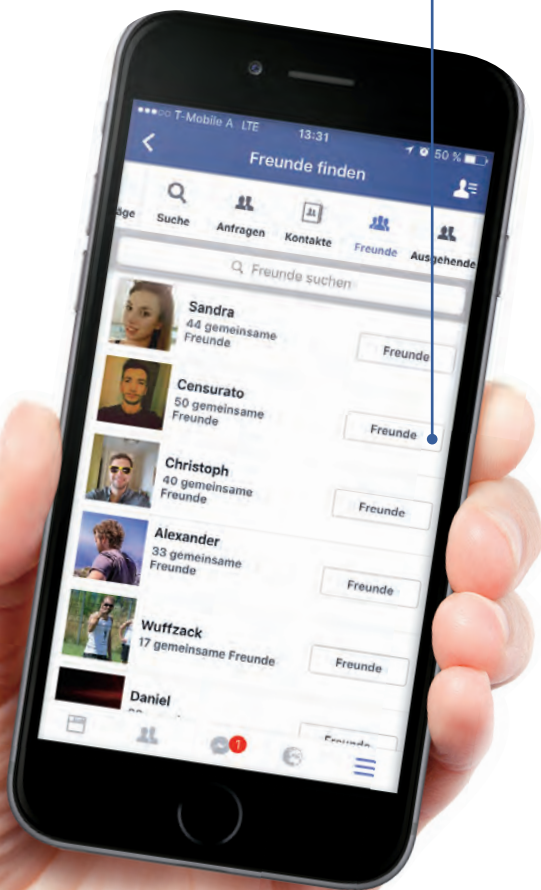 T-Mobile A LTE
13:31
50 %
Freunde finden
äge
Suche
Anfragen
Kontakte
Freunde
Ausgehende
Freunde suchen
Sandra
44 gemeinsame
Freunde
Freunde
Censurato
50 gemeinsame
Freunde
Freunde
Christoph
40 gemeinsame
Freunde
Freunde
Alexander
33 gemeinsame
Freunde
Freunde
Wuffzack
17 gemeinsame Freunde
Freunde
Daniel
Freunde
1